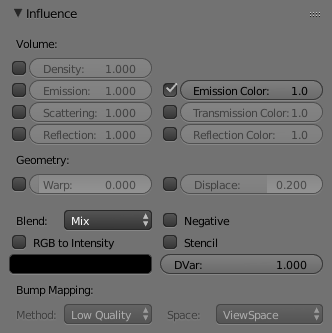 Influence
Volume:
Density: 1.000
Emission: 1.000 Emission Color: 1.0
Scattering: 1.000 Transmission Color: 1.0
Reflection: 1.000 Reflection Color: 1.0
Geometry:
Warp: 0.000 Displace: 0.200
Blend: Mix Negative
RGB to Intensity Stencil
DVar: 1.000
Bump Mapping:
Method: Low Quality Space: ViewSpace